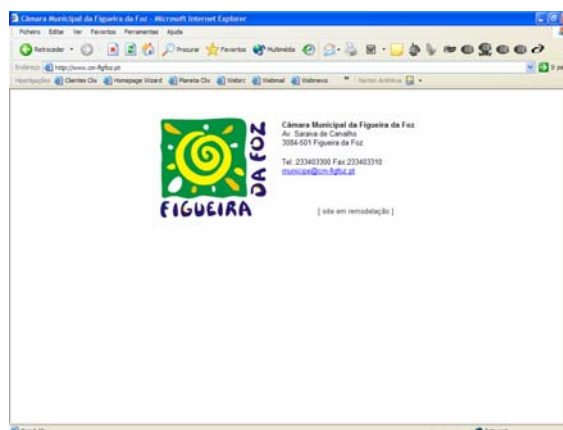 Câmara Municipal da Figueira da Foz - Microsoft Internet Explorer
Ficheiro Editar Ver Favoritos Ferramentas Ajuda
Retroceder Procurar Favoritos Multimédia
Endereço http://www.cm-figfoz.pt
Hiperligações Clientes Clix Homepage Wizard Planeta Clix Webirc Webmail Webnews Norton AntiVirus
FIGUEIRA DA FOZ
Câmara Municipal da Figueira da Foz
Av. Saraiva de Carvalho
3084-501 Figueira da Foz
Tel. 233403300 Fax 233403310
municipe@cm-figfoz.pt
[ site em remodelação ]